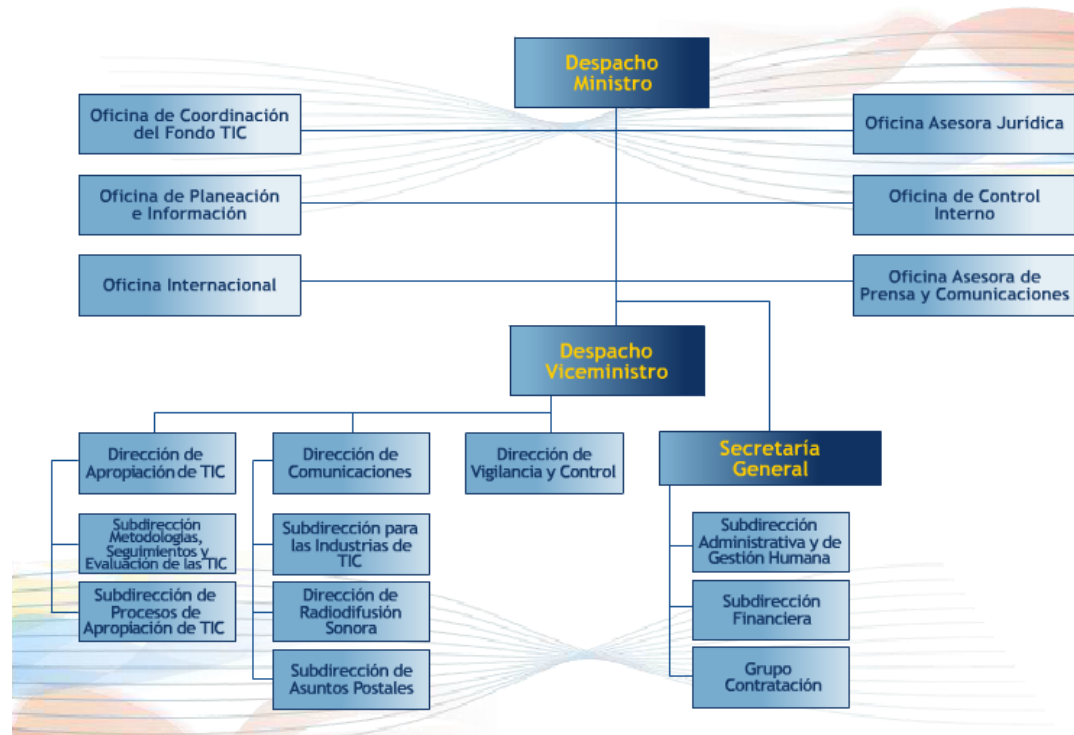 Despacho
Ministro
Oficina de Coordinación
del Fondo TIC
Oficina Asesora Jurídica
Oficina de Planeación
e Información
Oficina de Control
Interno
Oficina Internacional
Oficina Asesora de
Prensa y Comunicaciones
Despacho
Viceministro
Dirección de
Apropiación de TIC
Dirección de
Comunicaciones
Dirección de
Vigilancia y Control
Secretaría
General
Subdirección
Metodologías,
Seguimientos y
Evaluación de las TIC
Subdirección para
las Industrias de
TIC
Subdirección
Administrativa y de
Gestión Humana
Subdirección de
Procesos de
Apropiación de TIC
Dirección de
Radiodifusión
Sonora
Subdirección
Financiera
Subdirección de
Asuntos Postales
Grupo
Contratación